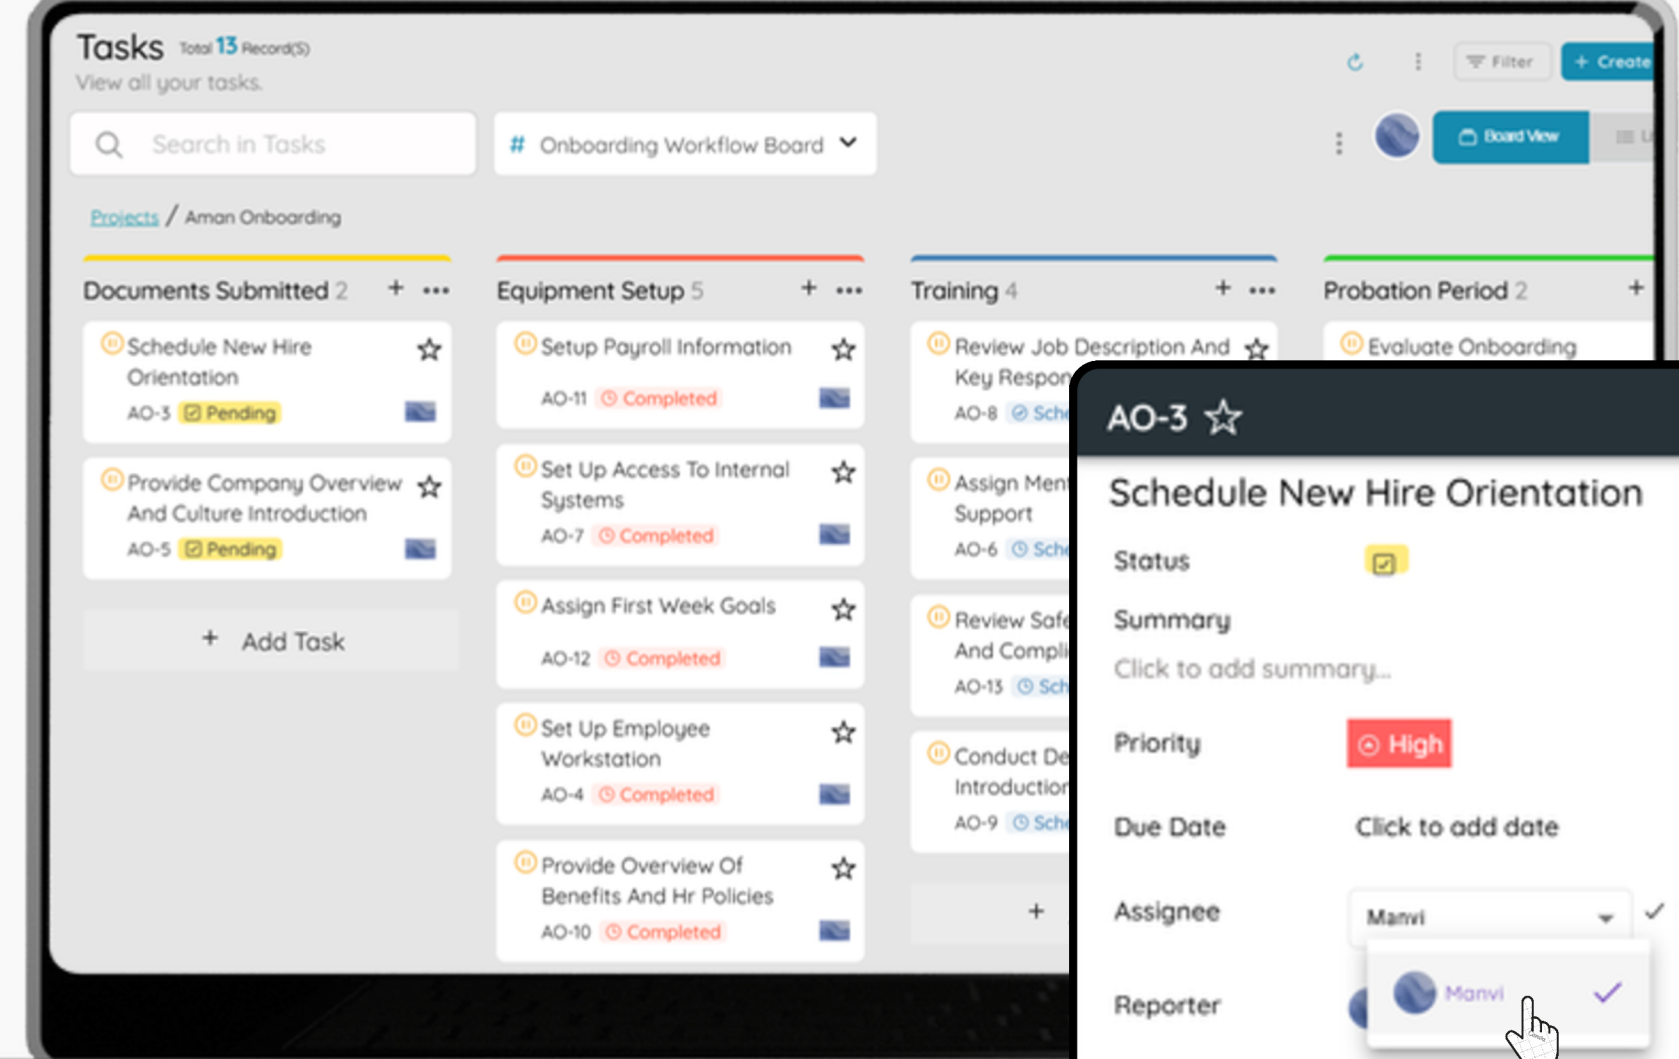 Tasks Total 13 Record(S)
View all your tasks.
Filter
+ Create
Search in Tasks
# Onboarding Workflow Board
Board View
Projects / Aman Onboarding
Documents Submitted 2 + ...
Schedule New Hire
Orientation
AO-3 Pending
Provide Company Overview
And Culture Introduction
AO-5 Pending
+ Add Task
Equipment Setup 5 + ...
Setup Payroll Information
AO-11 Completed
Set Up Access To Internal
Systems
AO-7 Completed
Assign First Week Goals
AO-12 Completed
Set Up Employee
Workstation
AO-4 Completed
Provide Overview Of
Benefits And Hr Policies
AO-10 Completed
Training 4 + ...
Review Job Description And
Key Respon
AO-8 Sche
Assign Ment
Support
AO-6 Sche
Review Safe
And Compli
AO-13 Sch
Conduct De
Introduction
AO-9 Sche
+
Probation Period 2 +
Evaluate Onboarding
AO-3
Schedule New Hire Orientation
Status
Summary
Click to add summary...
Priority High
Due Date Click to add date
Assignee Manvi
Manvi
Reporter